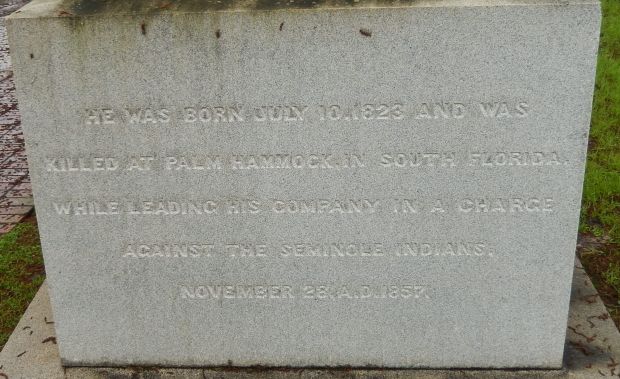 HE WAS BORN JULY 10, 1823 AND WAS
KILLED AT PALM HAMMOCK, IN SOUTH FLORIDA,
WHILE LEADING HIS COMPANY IN A CHARGE
AGAINST THE SEMINOLE INDIANS,
NOVEMBER 28, A.D. 1857.